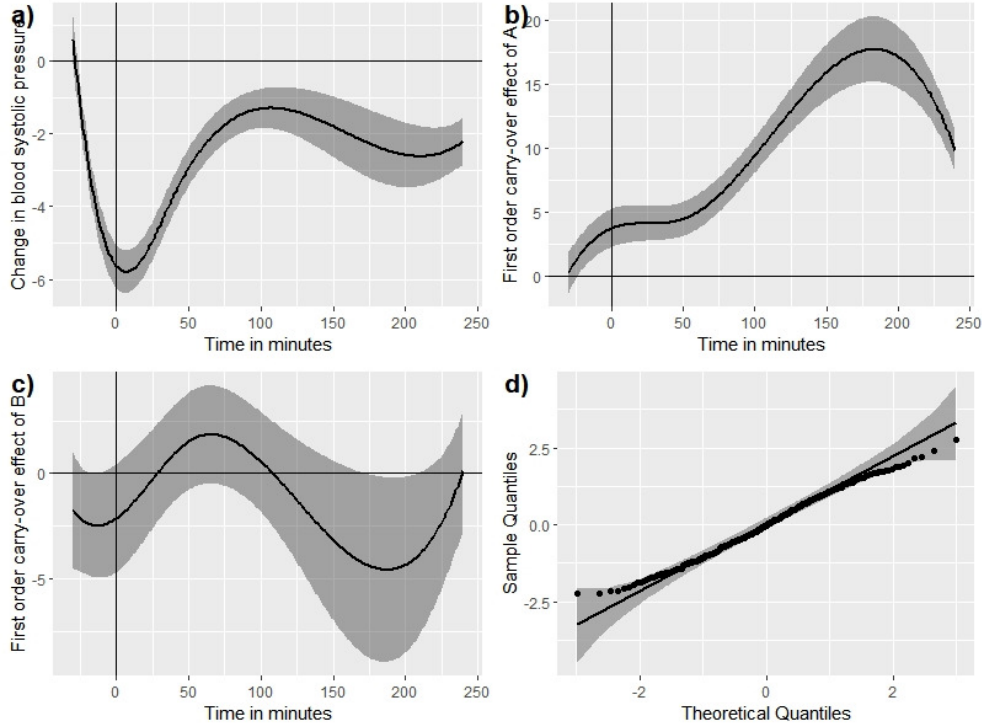 a)
Change in blood systolic pressure
0
-2
-4
-6
0 50 100 150 200 250
Time in minutes
b)
First order carry-over effect of A
20
15
10
5
0
0 50 100 150 200 250
Time in minutes
c)
First order carry-over effect of B
0
-5
0 50 100 150 200 250
Time in minutes
d)
Sample Quantiles
2.5
0.0
-2.5
-2 0 2
Theoretical Quantiles